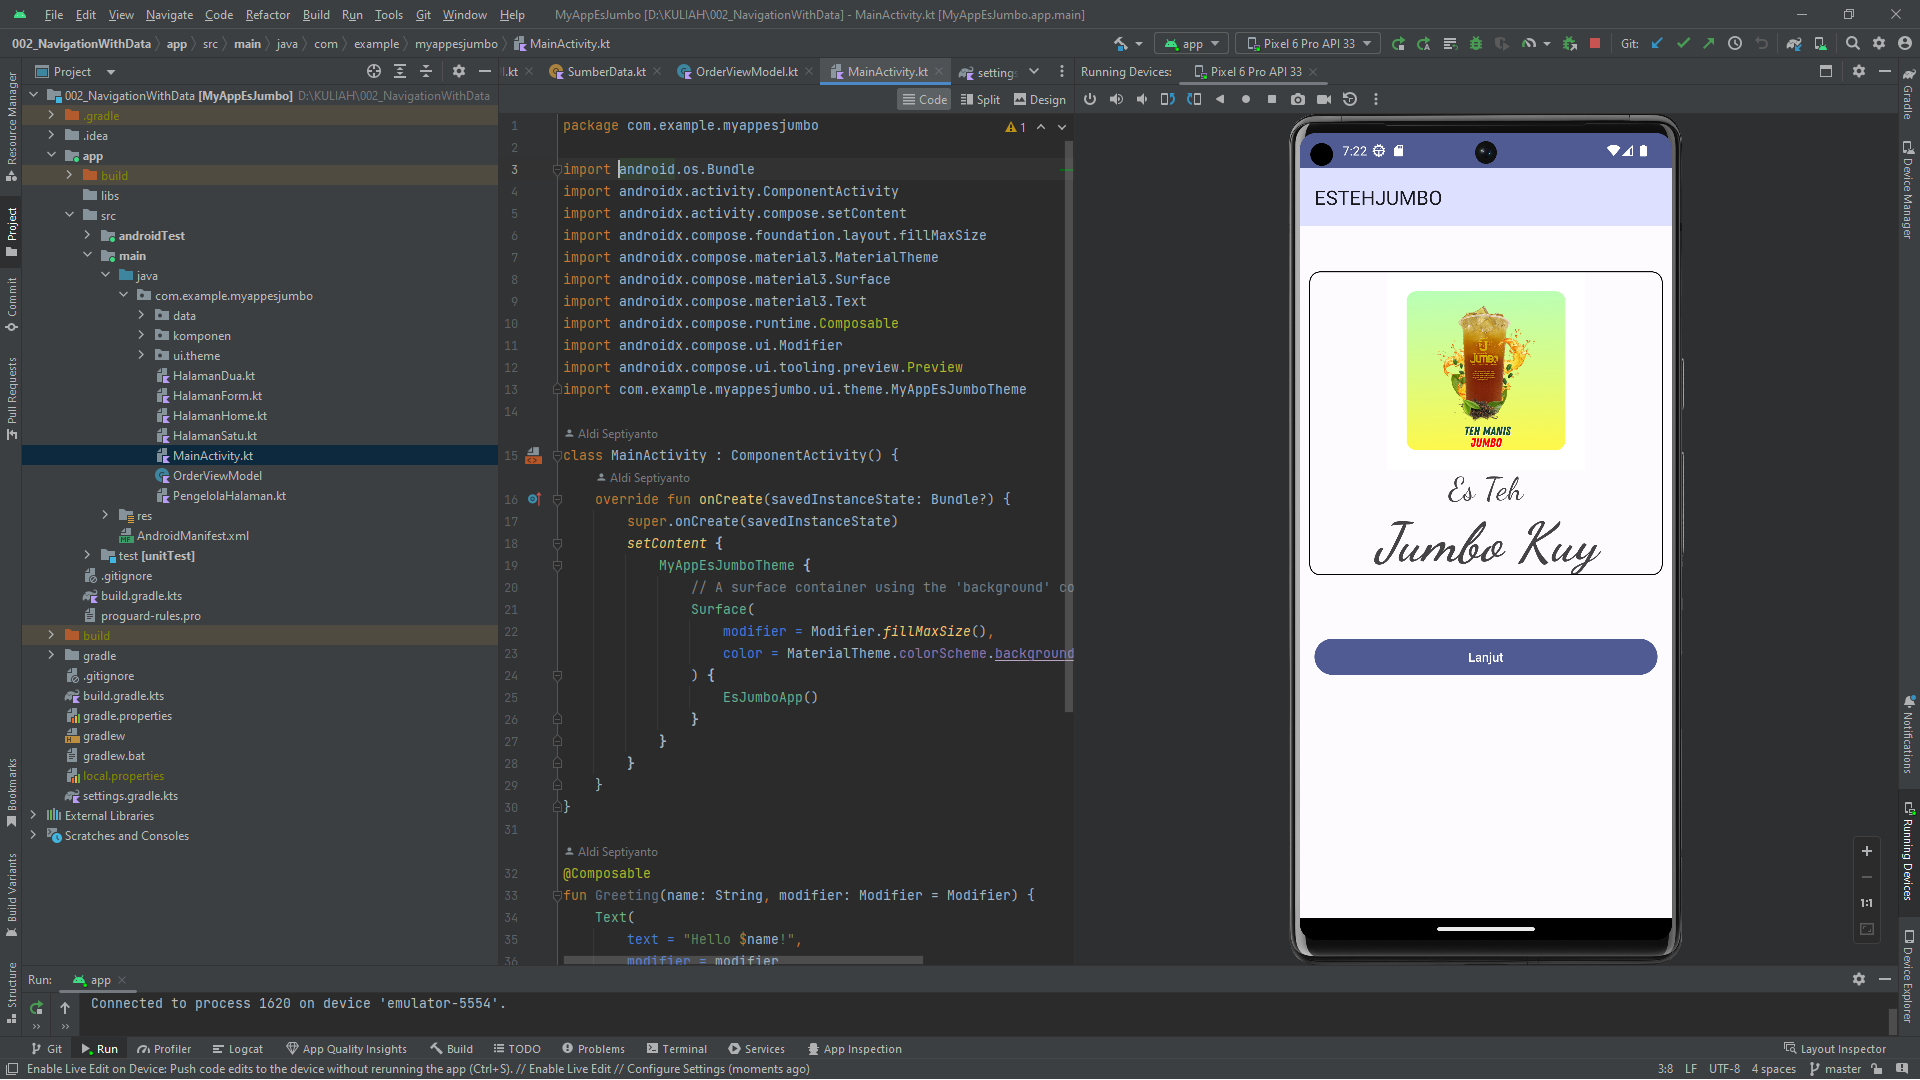 File Edit View Navigate Code Refactor Build Run Tools Git Window Help MyAppEsJumbo [D:\KULIAH\002_NavigationWithData] - MainActivity.kt [MyAppEsJumbo.app.main]
002_NavigationWithData app src main java com example myappesjumbo MainActivity.kt app Pixel 6 Pro API 33 Git:
Project
.kt SumberData.kt OrderViewModel.kt MainActivity.kt settings
Running Devices: Pixel 6 Pro API 33
Code Split Design
Resource Manager
Project
Commit
Pull Requests
Bookmarks
Build Variants
Structure
002_NavigationWithData [MyAppEsJumbo] D:\KULIAH\002_NavigationWithData
.gradle
.idea
app
build
libs
src
androidTest
main
java
com.example.myappesjumbo
data
komponen
ui.theme
HalamanDua.kt
HalamanForm.kt
HalamanHome.kt
HalamanSatu.kt
MainActivity.kt
OrderViewModel
PengelolaHalaman.kt
res
AndroidManifest.xml
test [unitTest]
.gitignore
build.gradle.kts
proguard-rules.pro
build
gradle
.gitignore
build.gradle.kts
gradle.properties
gradlew
gradlew.bat
local.properties
settings.gradle.kts
External Libraries
Scratches and Consoles
1 package com.example.myappesjumbo 1
2
3 import android.os.Bundle
4 import androidx.activity.ComponentActivity
5 import androidx.activity.compose.setContent
6 import androidx.compose.foundation.layout.fillMaxSize
7 import androidx.compose.material3.MaterialTheme
8 import androidx.compose.material3.Surface
9 import androidx.compose.material3.Text
10 import androidx.compose.runtime.Composable
11 import androidx.compose.ui.Modifier
12 import androidx.compose.ui.tooling.preview.Preview
13 import com.example.myappesjumbo.ui.theme.MyAppEsJumboTheme
14
Aldi Septiyanto
15 class MainActivity : ComponentActivity() {
Aldi Septiyanto
16 override fun onCreate(savedInstanceState: Bundle?) {
17 super.onCreate(savedInstanceState)
18 setContent {
19 MyAppEsJumboTheme {
20 // A surface container using the 'background' co
21 Surface(
22 modifier = Modifier.fillMaxSize(),
23 color = MaterialTheme.colorScheme.background
24 ) {
25 EsJumboApp()
26 }
27 }
28 }
29 }
30 }
31
Aldi Septiyanto
32 @Composable
33 fun Greeting(name: String, modifier: Modifier = Modifier) {
34 Text(
35 text = "Hello $name!",
36 modifier = modifier
7:22
ESTEHJUMBO
Jumbo
TEH MANIS
JUMBO
Es Teh
Jumbo Kuy
Lanjut
1:1
Gradle
Device Manager
Notifications
Running Devices
Device Explorer
Run: app
Connected to process 1620 on device 'emulator-5554'.
Git Run Profiler Logcat App Quality Insights Build TODO Problems Terminal Services App Inspection Layout Inspector
Enable Live Edit on Device: Push code edits to the device without rerunning the app (Ctrl+S). // Enable Live Edit // Configure Settings (moments ago) 3:8 LF UTF-8 4 spaces master